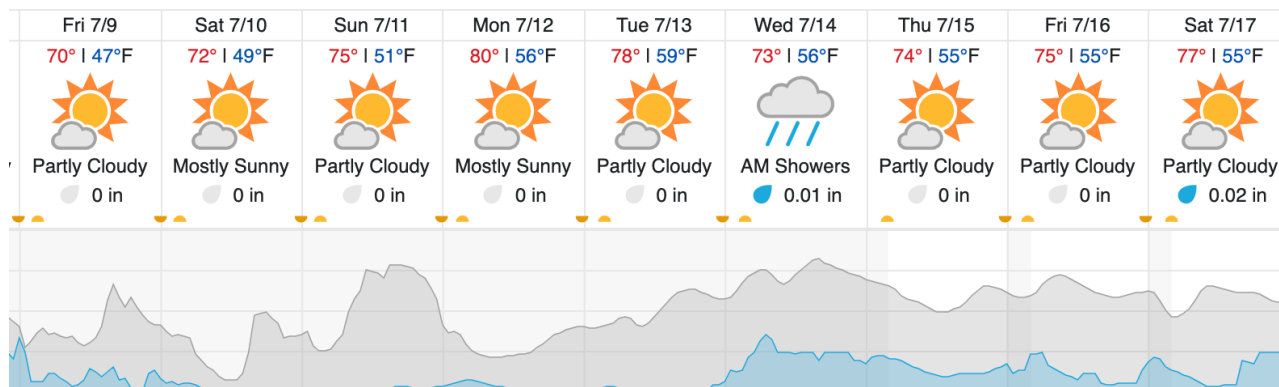 Fri 7/9 Sat 7/10 Sun 7/11 Mon 7/12 Tue 7/13 Wed 7/14 Thu 7/15 Fri 7/16 Sat 7/17
70° | 47°F 72° | 49°F 75° | 51°F 80° | 56°F 78° | 59°F 73° | 56°F 74° | 55°F 75° | 55°F 77° | 55°F
Partly Cloudy Mostly Sunny Partly Cloudy Mostly Sunny Partly Cloudy AM Showers Partly Cloudy Partly Cloudy Partly Cloudy
0 in 0 in 0 in 0 in 0 in 0.01 in 0 in 0 in 0.02 in